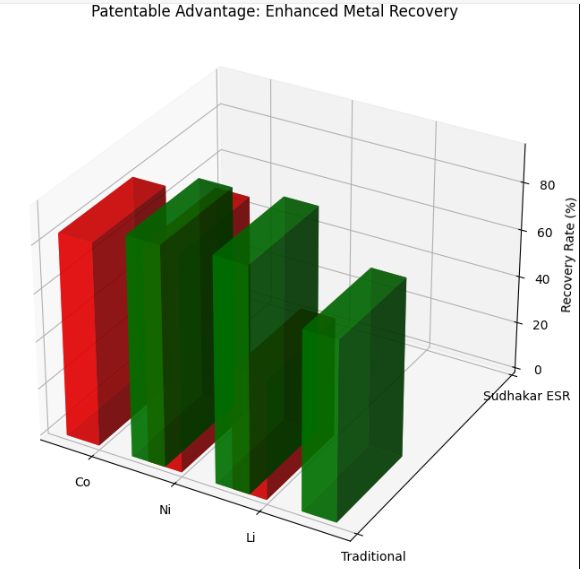 Patentable Advantage: Enhanced Metal Recovery
80
60
40
20
0
Recovery Rate (%)
Sudhakar ESR
Co
Ni
Li
Traditional